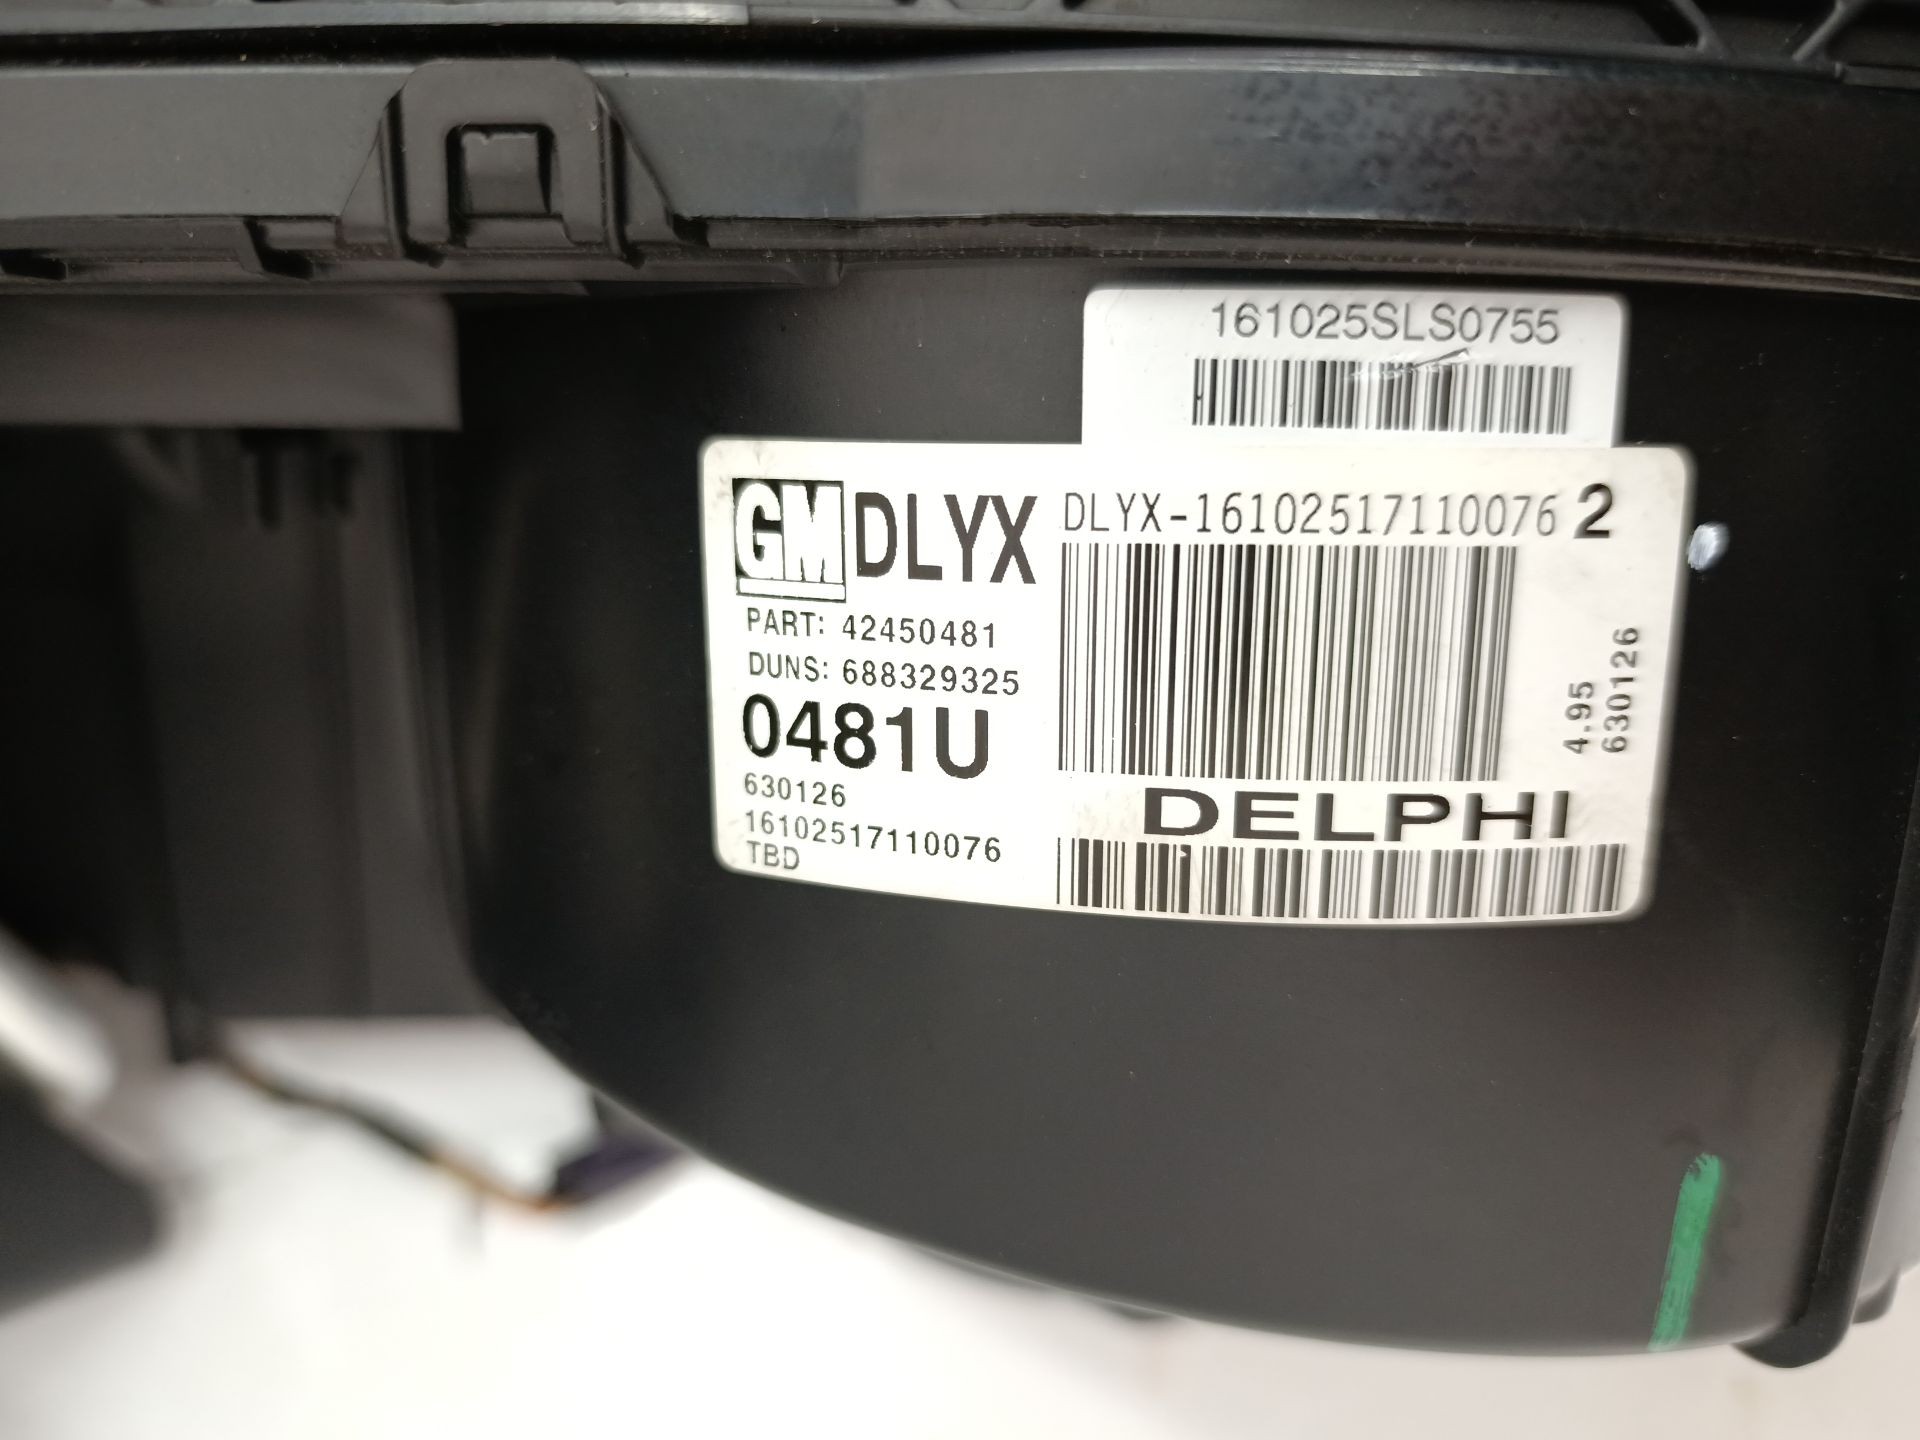 161025SLS0755
GM DLYX DLYX-16102517110076 2
PART: 42450481
DUNS: 688329325
0481U
630126
16102517110076
TBD
4.95
630126
DELPHI